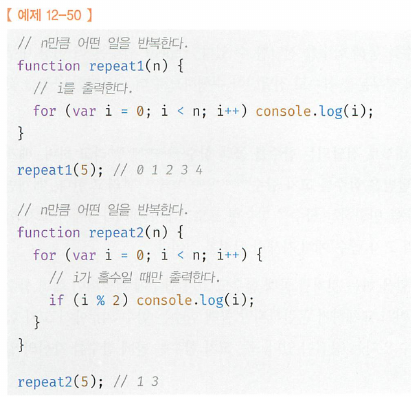 [ 예제 12-50 ]
// n만큼 어떤 일을 반복한다.
function repeat1(n) {
  // i를 출력한다.
  for (var i = 0; i < n; i++) console.log(i);
}
repeat1(5); // 0 1 2 3 4
// n만큼 어떤 일을 반복한다.
function repeat2(n) {
  for (var i = 0; i < n; i++) {
    // i가 홀수일 때만 출력한다.
    if (i % 2) console.log(i);
  }
}
repeat2(5); // 1 3